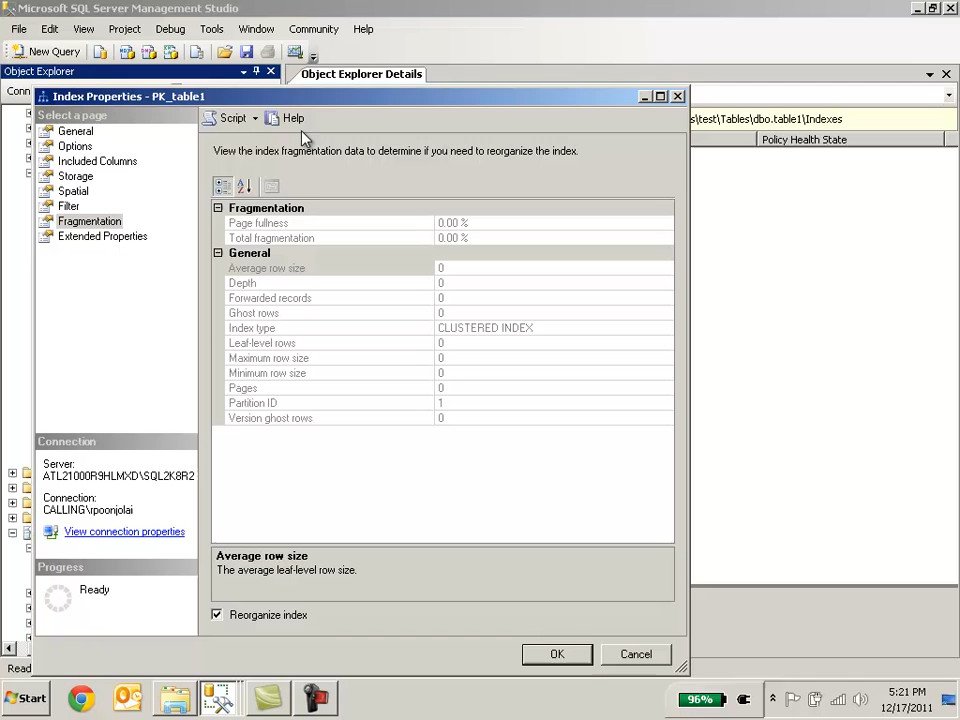 Microsoft SQL Server Management Studio
File Edit View Project Debug Tools Window Community Help
New Query
Object Explorer
Object Explorer Details
Conn
Index Properties - PK_table1
Select a page
Script Help
General
Options
Included Columns
Storage
Spatial
Filter
Fragmentation
Extended Properties
s\test\Tables\dbo.table1\Indexes
Policy Health State
View the index fragmentation data to determine if you need to reorganize the index.
Fragmentation
Page fullness 0.00 %
Total fragmentation 0.00 %
General
Average row size 0
Depth 0
Forwarded records 0
Ghost rows 0
Index type CLUSTERED INDEX
Leaf-level rows 0
Maximum row size 0
Minimum row size 0
Pages 0
Partition ID 1
Version ghost rows 0
Connection
Server:
ATL21000R9HLMXD\SQL2K8R2
Connection:
CALLING\rpoonjolai
View connection properties
Progress
Ready
Average row size
The average leaf-level row size.
Reorganize index
OK Cancel
Read
Start
96%
5:21 PM
12/17/2011